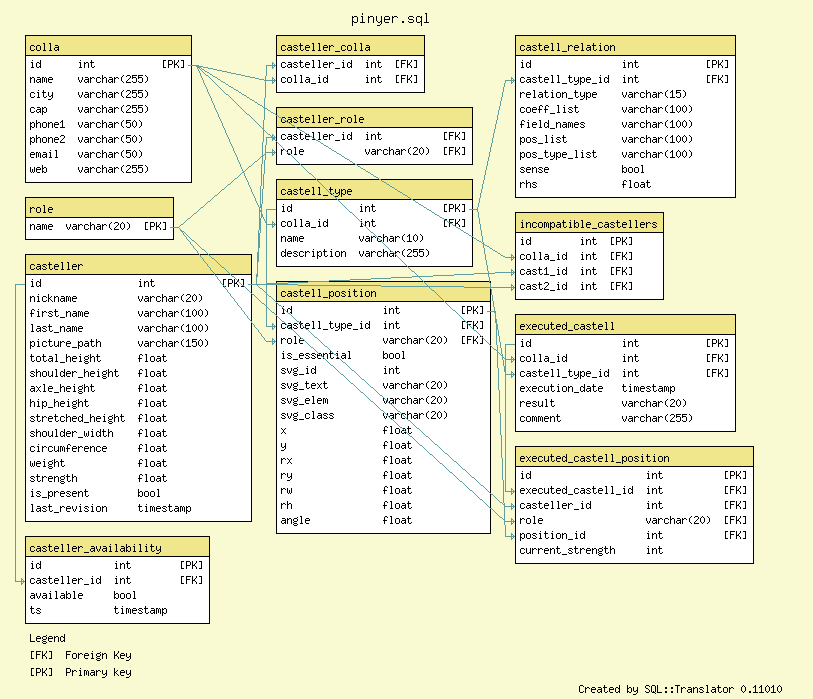 pinyer.sql
colla
id int [PK]
name varchar(255)
city varchar(255)
cap varchar(255)
phone1 varchar(50)
phone2 varchar(50)
email varchar(50)
web varchar(255)
role
name varchar(20) [PK]
casteller
id int [PK]
nickname varchar(20)
first_name varchar(100)
last_name varchar(100)
picture_path varchar(150)
total_height float
shoulder_height float
axle_height float
hip_height float
stretched_height float
shoulder_width float
circumference float
weight float
strength float
is_present bool
last_revision timestamp
casteller_availability
id int [PK]
casteller_id int [FK]
available bool
ts timestamp
casteller_colla
casteller_id int [FK]
colla_id int [FK]
casteller_role
casteller_id int [FK]
role varchar(20) [FK]
castell_type
id int [PK]
colla_id int [FK]
name varchar(10)
description varchar(255)
castell_position
id int [PK]
castell_type_id int [FK]
role varchar(20) [FK]
is_essential bool
svg_id int
svg_text varchar(20)
svg_elem varchar(20)
svg_class varchar(20)
x float
y float
rx float
ry float
rw float
rh float
angle float
castell_relation
id int [PK]
castell_type_id int [FK]
relation_type varchar(15)
coeff_list varchar(100)
field_names varchar(100)
pos_list varchar(100)
pos_type_list varchar(100)
sense bool
rhs float
incompatible_castellers
id int [PK]
colla_id int [FK]
cast1_id int [FK]
cast2_id int [FK]
executed_castell
id int [PK]
colla_id int [FK]
castell_type_id int [FK]
execution_date timestamp
result varchar(20)
comment varchar(255)
executed_castell_position
id int [PK]
executed_castell_id int [FK]
casteller_id int [FK]
role varchar(20) [FK]
position_id int [FK]
current_strength int
Legend
[FK] Foreign Key
[PK] Primary key
Created by SQL::Translator 0.11010